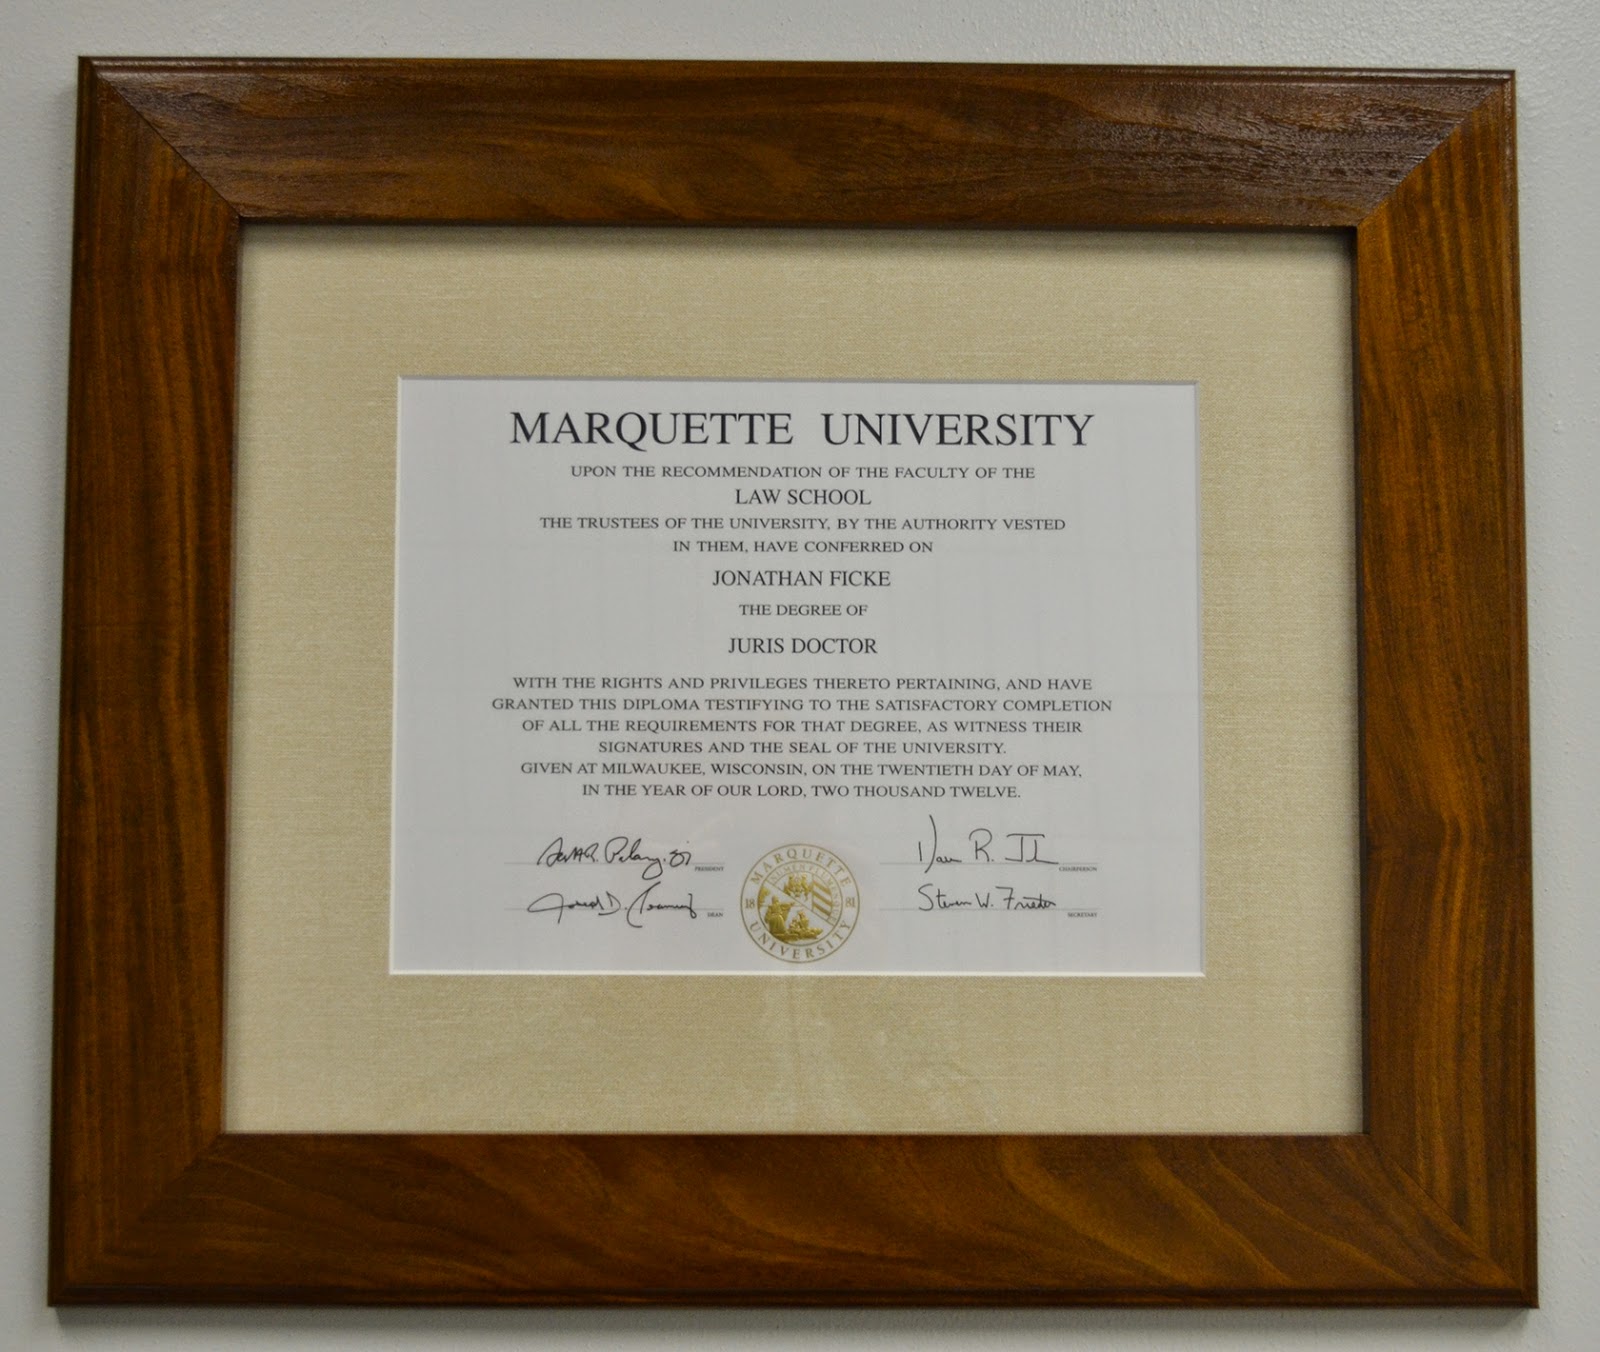 MARQUETTE UNIVERSITY
UPON THE RECOMMENDATION OF THE FACULTY OF THE
LAW SCHOOL
THE TRUSTEES OF THE UNIVERSITY, BY THE AUTHORITY VESTED
IN THEM, HAVE CONFERRED ON
JONATHAN FICKE
THE DEGREE OF
JURIS DOCTOR
WITH THE RIGHTS AND PRIVILEGES THERETO PERTAINING, AND HAVE
GRANTED THIS DIPLOMA TESTIFYING TO THE SATISFACTORY COMPLETION
OF ALL THE REQUIREMENTS FOR THAT DEGREE, AS WITNESS THEIR
SIGNATURES AND THE SEAL OF THE UNIVERSITY.
GIVEN AT MILWAUKEE, WISCONSIN, ON THE TWENTIETH DAY OF MAY,
IN THE YEAR OF OUR LORD, TWO THOUSAND TWELVE.
PRESIDENT
CHAIRPERSON
Steven W. Frieder
DEAN
SECRETARY
MARQUETTE
1881
UNIVERSITY